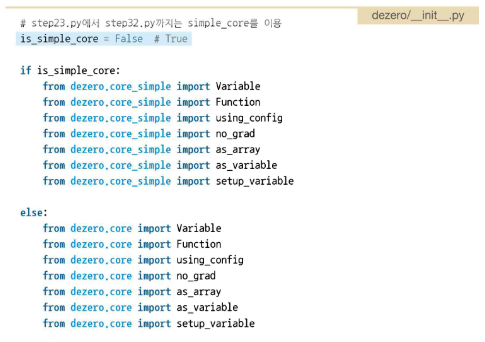 dezero/__init__.py
# step23.py에서 step32.py까지는 simple_core를 이용
is_simple_core = False  # True
if is_simple_core:
    from dezero.core_simple import Variable
    from dezero.core_simple import Function
    from dezero.core_simple import using_config
    from dezero.core_simple import no_grad
    from dezero.core_simple import as_array
    from dezero.core_simple import as_variable
    from dezero.core_simple import setup_variable
else:
    from dezero.core import Variable
    from dezero.core import Function
    from dezero.core import using_config
    from dezero.core import no_grad
    from dezero.core import as_array
    from dezero.core import as_variable
    from dezero.core import setup_variable